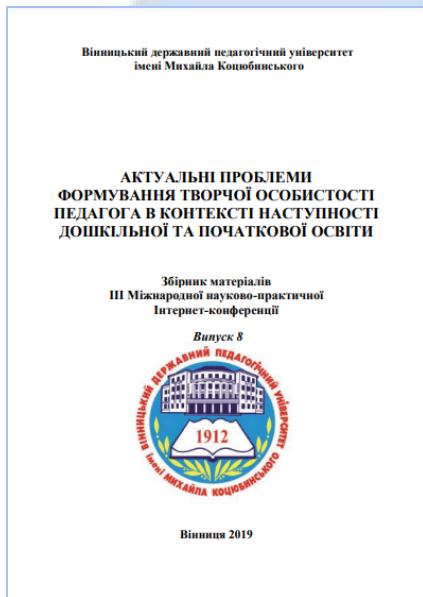 Вінницький державний педагогічний університет
імені Михайла Коцюбинського
АКТУАЛЬНІ ПРОБЛЕМИ
ФОРМУВАННЯ ТВОРЧОЇ ОСОБИСТОСТІ
ПЕДАГОГА В КОНТЕКСТІ НАСТУПНОСТІ
ДОШКІЛЬНОЇ ТА ПОЧАТКОВОЇ ОСВІТИ
Збірник матеріалів
ІІІ Міжнародної науково-практичної
Інтернет-конференції
Випуск 8
ВІННИЦЬКИЙ ДЕРЖАВНИЙ ПЕДАГОГІЧНИЙ УНІВЕРСИТЕТ
1912
імені МИХАЙЛА КОЦЮБИНСЬКОГО
Вінниця 2019